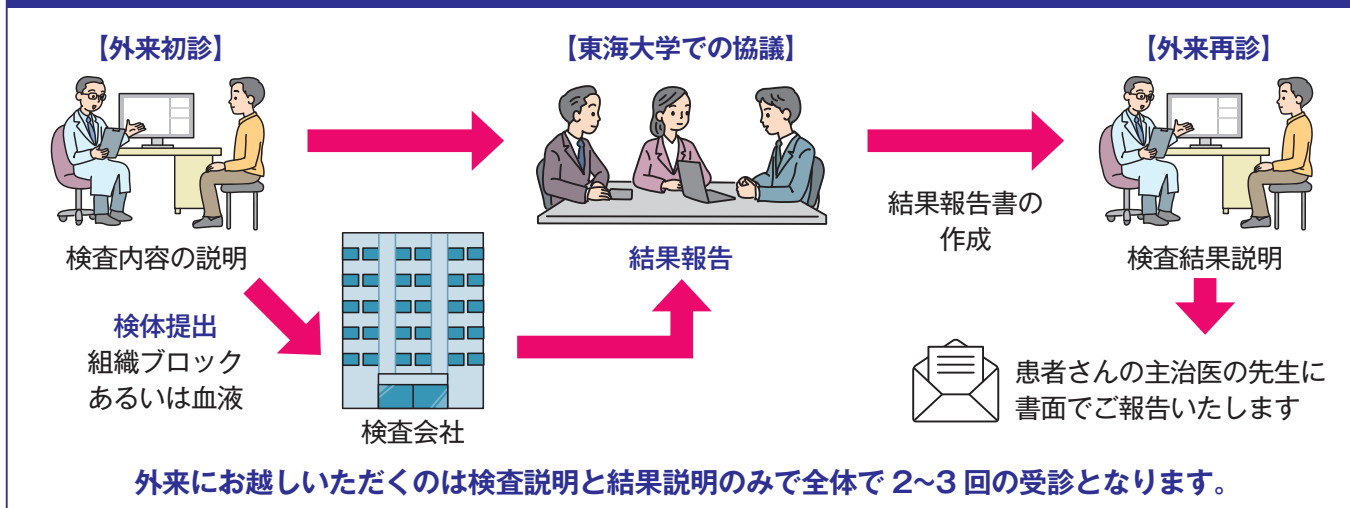 【外来初診】
検査内容の説明
検体提出
組織ブロック
あるいは血液
検査会社
【東海大学での協議】
結果報告
結果報告書の
作成
【外来再診】
検査結果説明
患者さんの主治医の先生に
書面でご報告いたします
外来にお越しいただくのは検査説明と結果説明のみで全体で 2~3 回の受診となります。